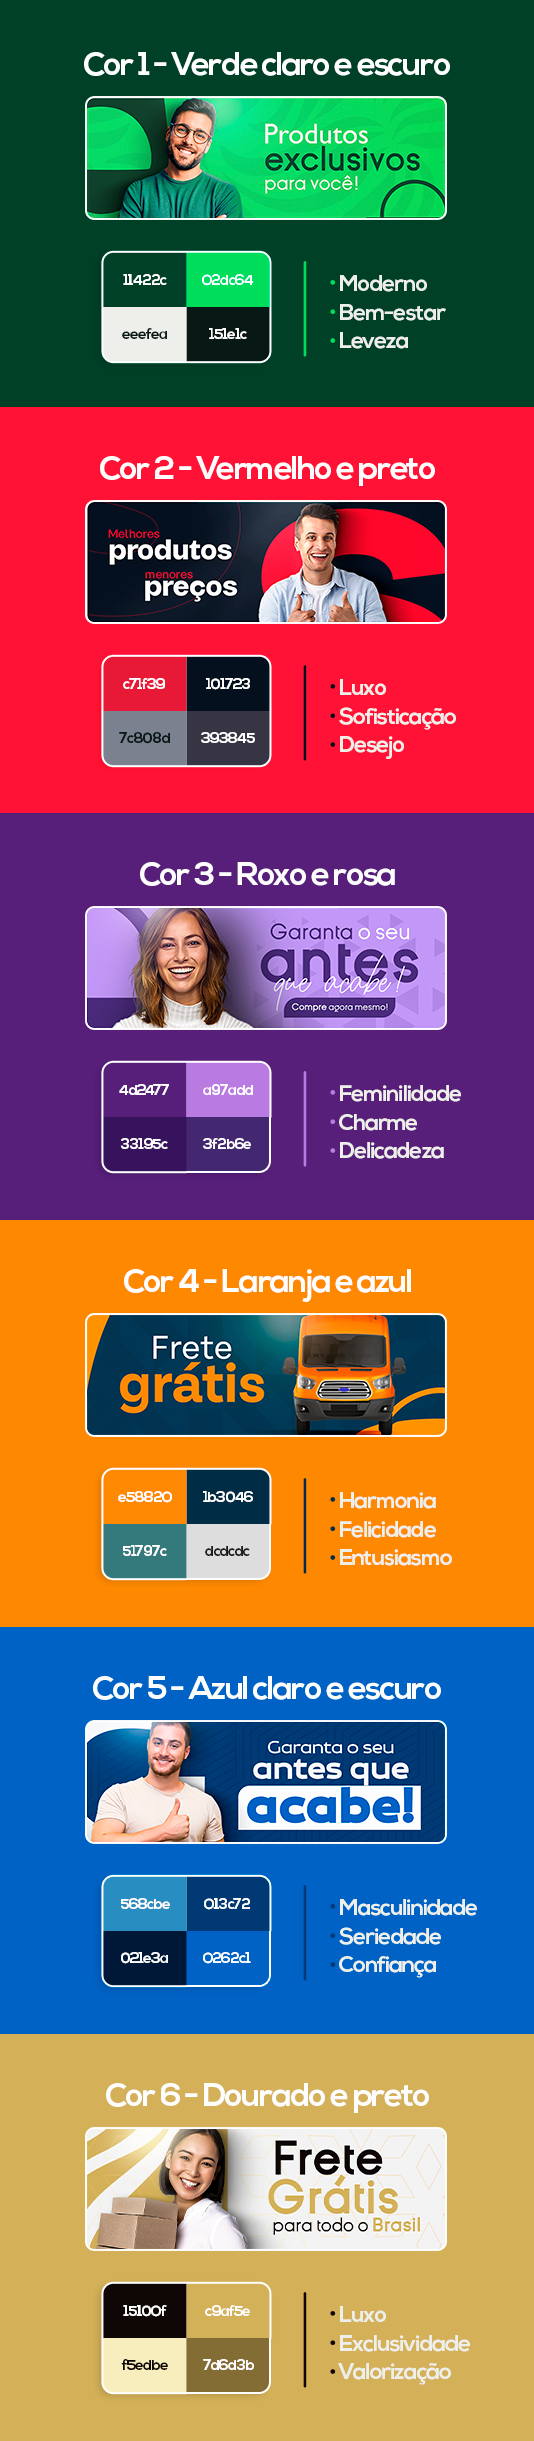 Cor 1 - Verde claro e escuro
Produtos
exclusivos
para você!
11422c
02dc64
eeefea
151e1c
• Moderno
• Bem-estar
• Leveza
Cor 2 - Vermelho e preto
Melhores
produtos
menores
preços
c71f39
101723
7c808d
393845
• Luxo
• Sofisticação
• Desejo
Cor 3 - Roxo e rosa
Garanta o seu
antes
que acabe!
Compre agora mesmo!
4d2477
a97add
33195c
3f2b6e
• Feminilidade
• Charme
• Delicadeza
Cor 4 - Laranja e azul
Frete
grátis
e58820
1b3046
51797c
dcdcdc
• Harmonia
• Felicidade
• Entusiasmo
Cor 5 - Azul claro e escuro
Garanta o seu
antes que
acabe!
568cbe
013c72
021e3a
0262c1
• Masculinidade
• Seriedade
• Confiança
Cor 6 - Dourado e preto
Frete
Grátis
para todo o Brasil
15100f
c9af5e
f5edbe
7d6d3b
• Luxo
• Exclusividade
• Valorização